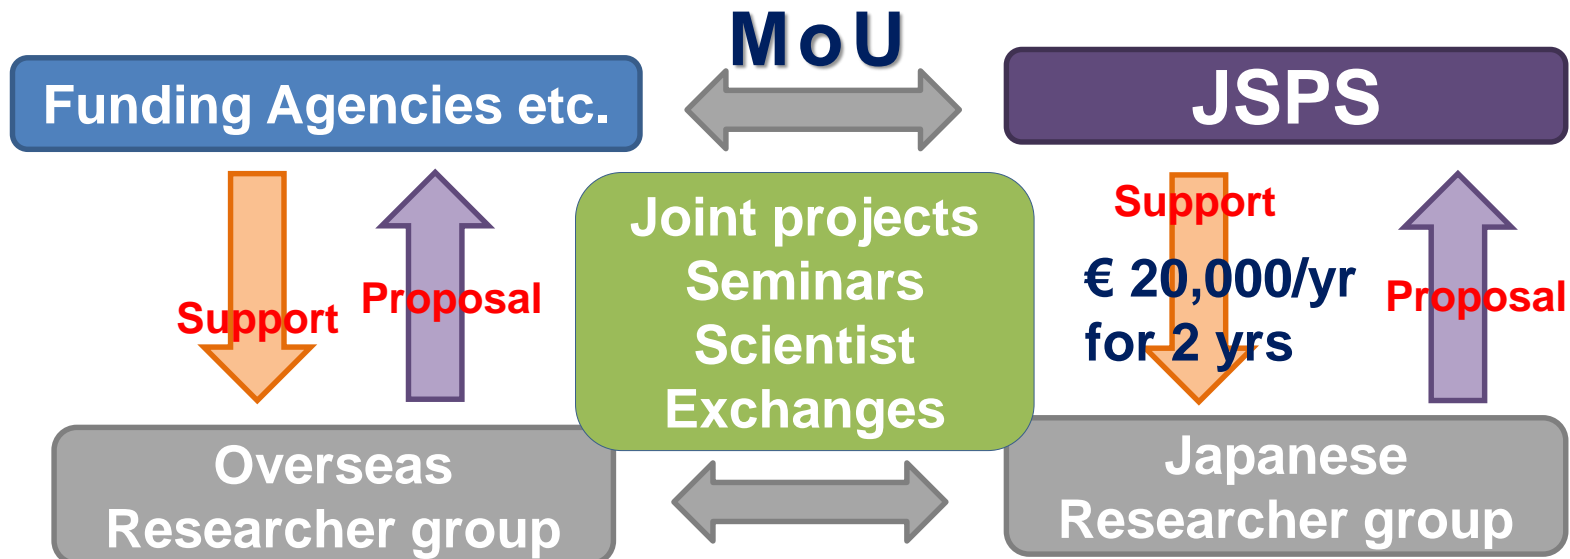 MoU
Funding Agencies etc.
JSPS
Support
Proposal
Joint projects
Seminars
Scientist
Exchanges
Support
€ 20,000/yr
for 2 yrs
Proposal
Overseas
Researcher group
Japanese
Researcher group